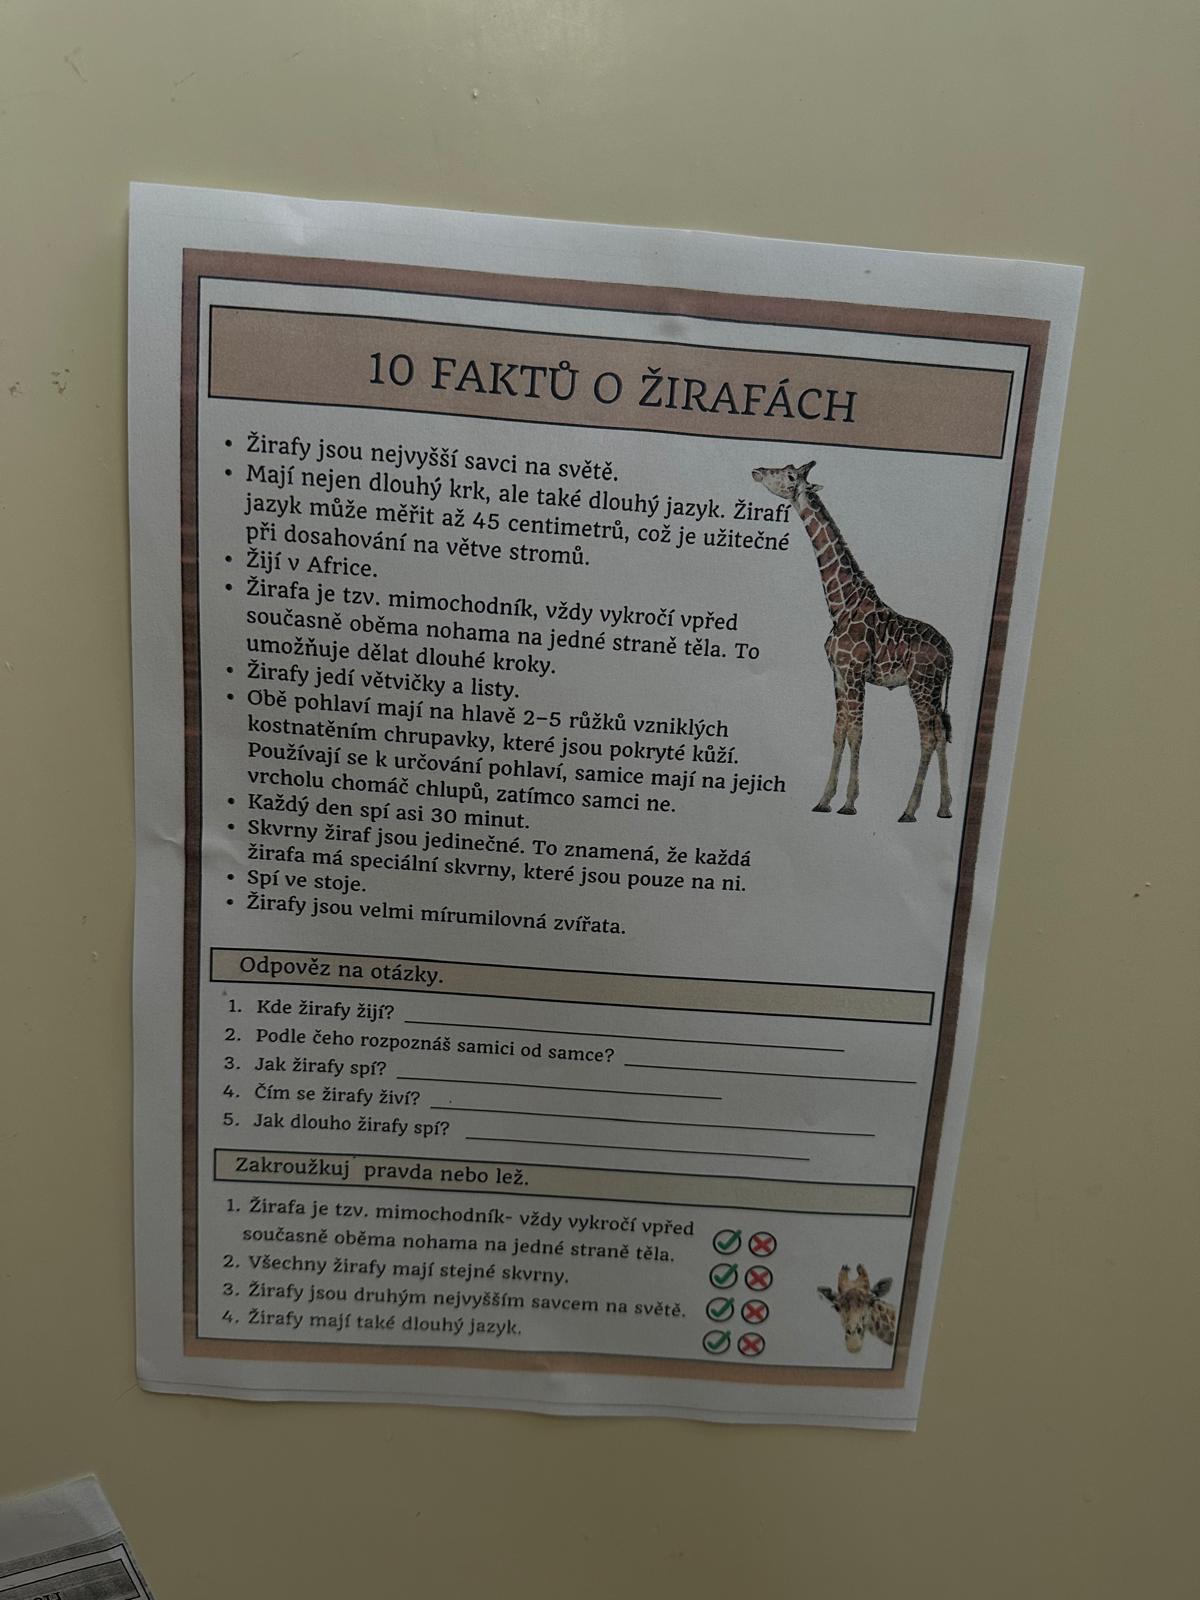 10 FAKTŮ O ŽIRAFÁCH
• Žirafy jsou nejvyšší savci na světě.
• Mají nejen dlouhý krk, ale také dlouhý jazyk. Žirafí
jazyk může měřit až 45 centimetrů, což je užitečné
při dosahování na větve stromů.
• Žijí v Africe.
• Žirafa je tzv. mimochodník, vždy vykročí vpřed
současně oběma nohama na jedné straně těla. To
umožňuje dělat dlouhé kroky.
• Žirafy jedí větvičky a listy.
• Obě pohlaví mají na hlavě 2–5 růžků vzniklých
kostnatěním chrupavky, které jsou pokryté kůží.
Používají se k určování pohlaví, samice mají na jejich
vrcholu chomáč chlupů, zatímco samci ne.
• Každý den spí asi 30 minut.
• Skvrny žiraf jsou jedinečné. To znamená, že každá
žirafa má speciální skvrny, které jsou pouze na ni.
• Spí ve stoje.
• Žirafy jsou velmi mírumilovná zvířata.
Odpověz na otázky.
1. Kde žirafy žijí?
2. Podle čeho rozpoznáš samici od samce?
3. Jak žirafy spí?
4. Čím se žirafy živí?
5. Jak dlouho žirafy spí?
Zakroužkuj pravda nebo lež.
1. Žirafa je tzv. mimochodník- vždy vykročí vpřed
současně oběma nohama na jedné straně těla.
2. Všechny žirafy mají stejné skvrny.
3. Žirafy jsou druhým nejvyšším savcem na světě.
4. Žirafy mají také dlouhý jazyk.